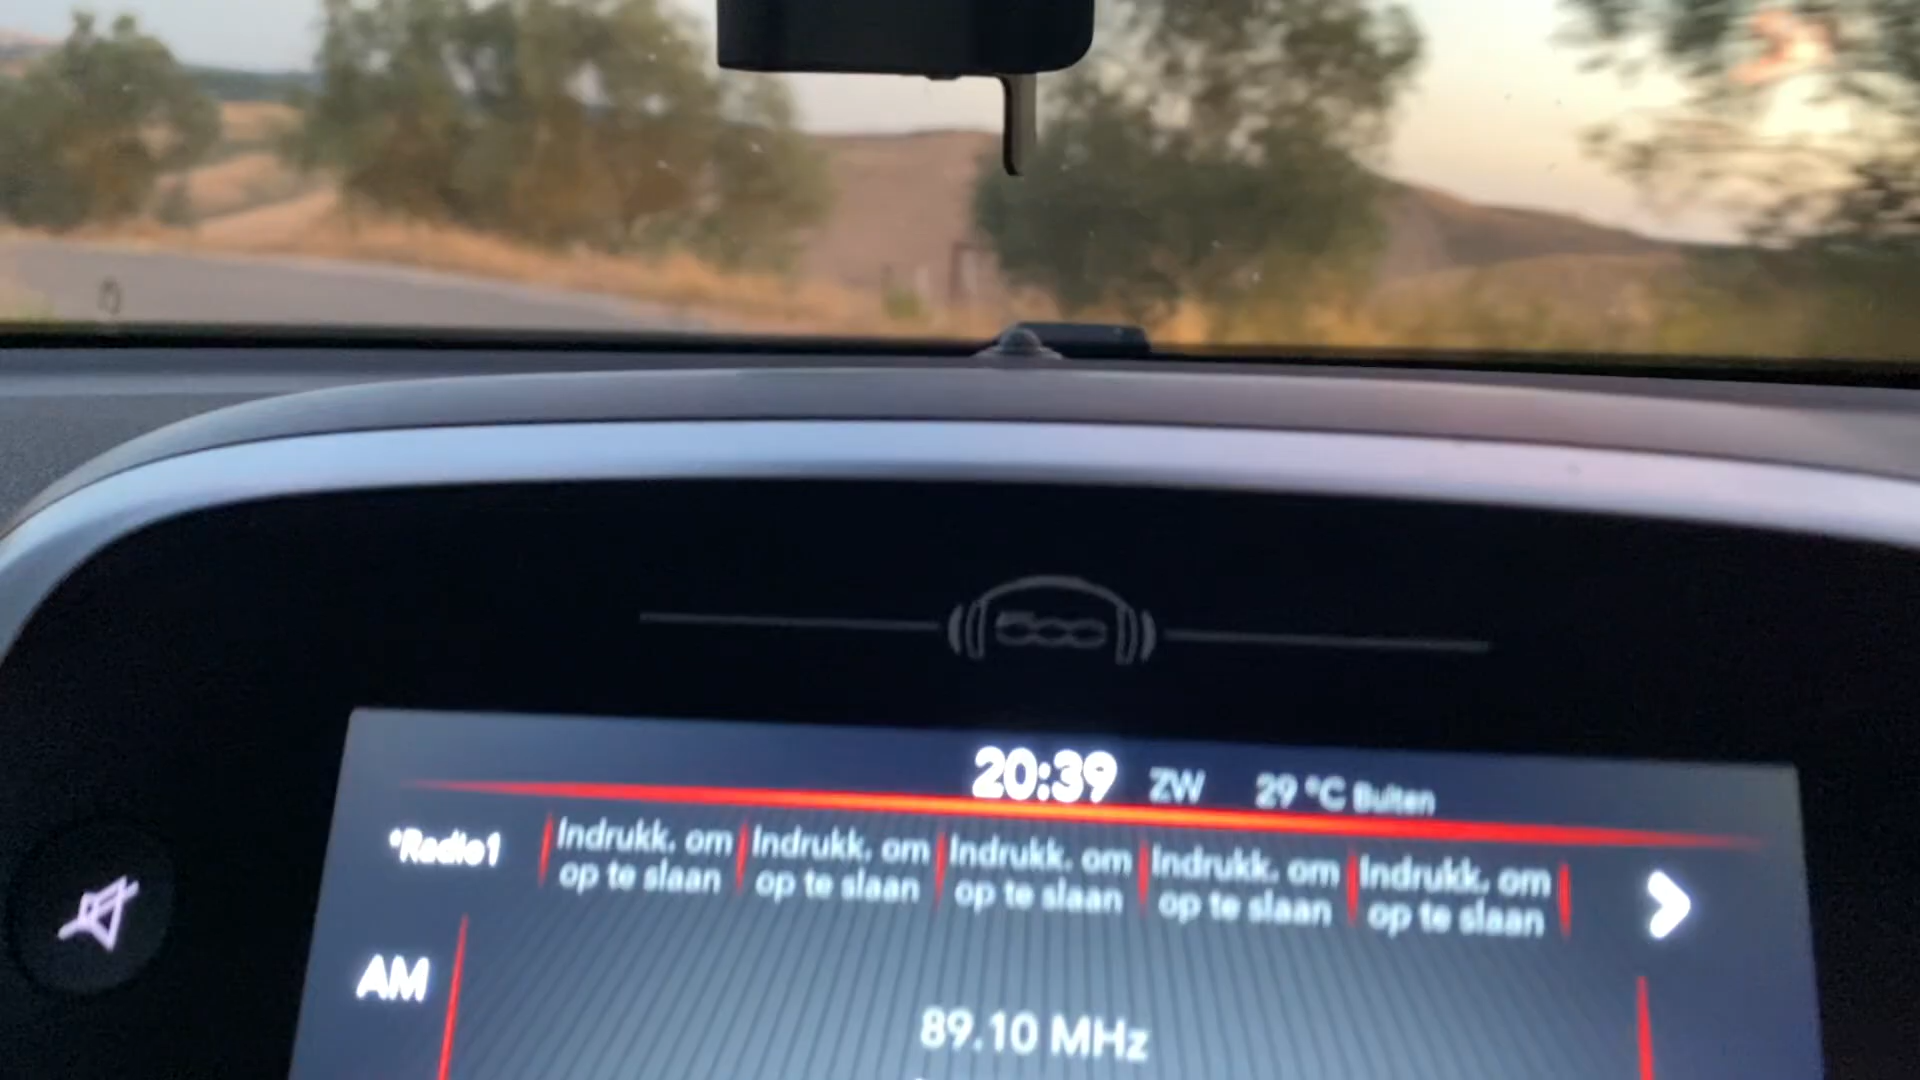 500
20:39 ZW 29 °C Buiten
•Radio1
Indrukk. om
op te slaan
Indrukk. om
op te slaan
Indrukk. om
op te slaan
Indrukk. om
op te slaan
Indrukk. om
op te slaan
AM
89.10 MHz